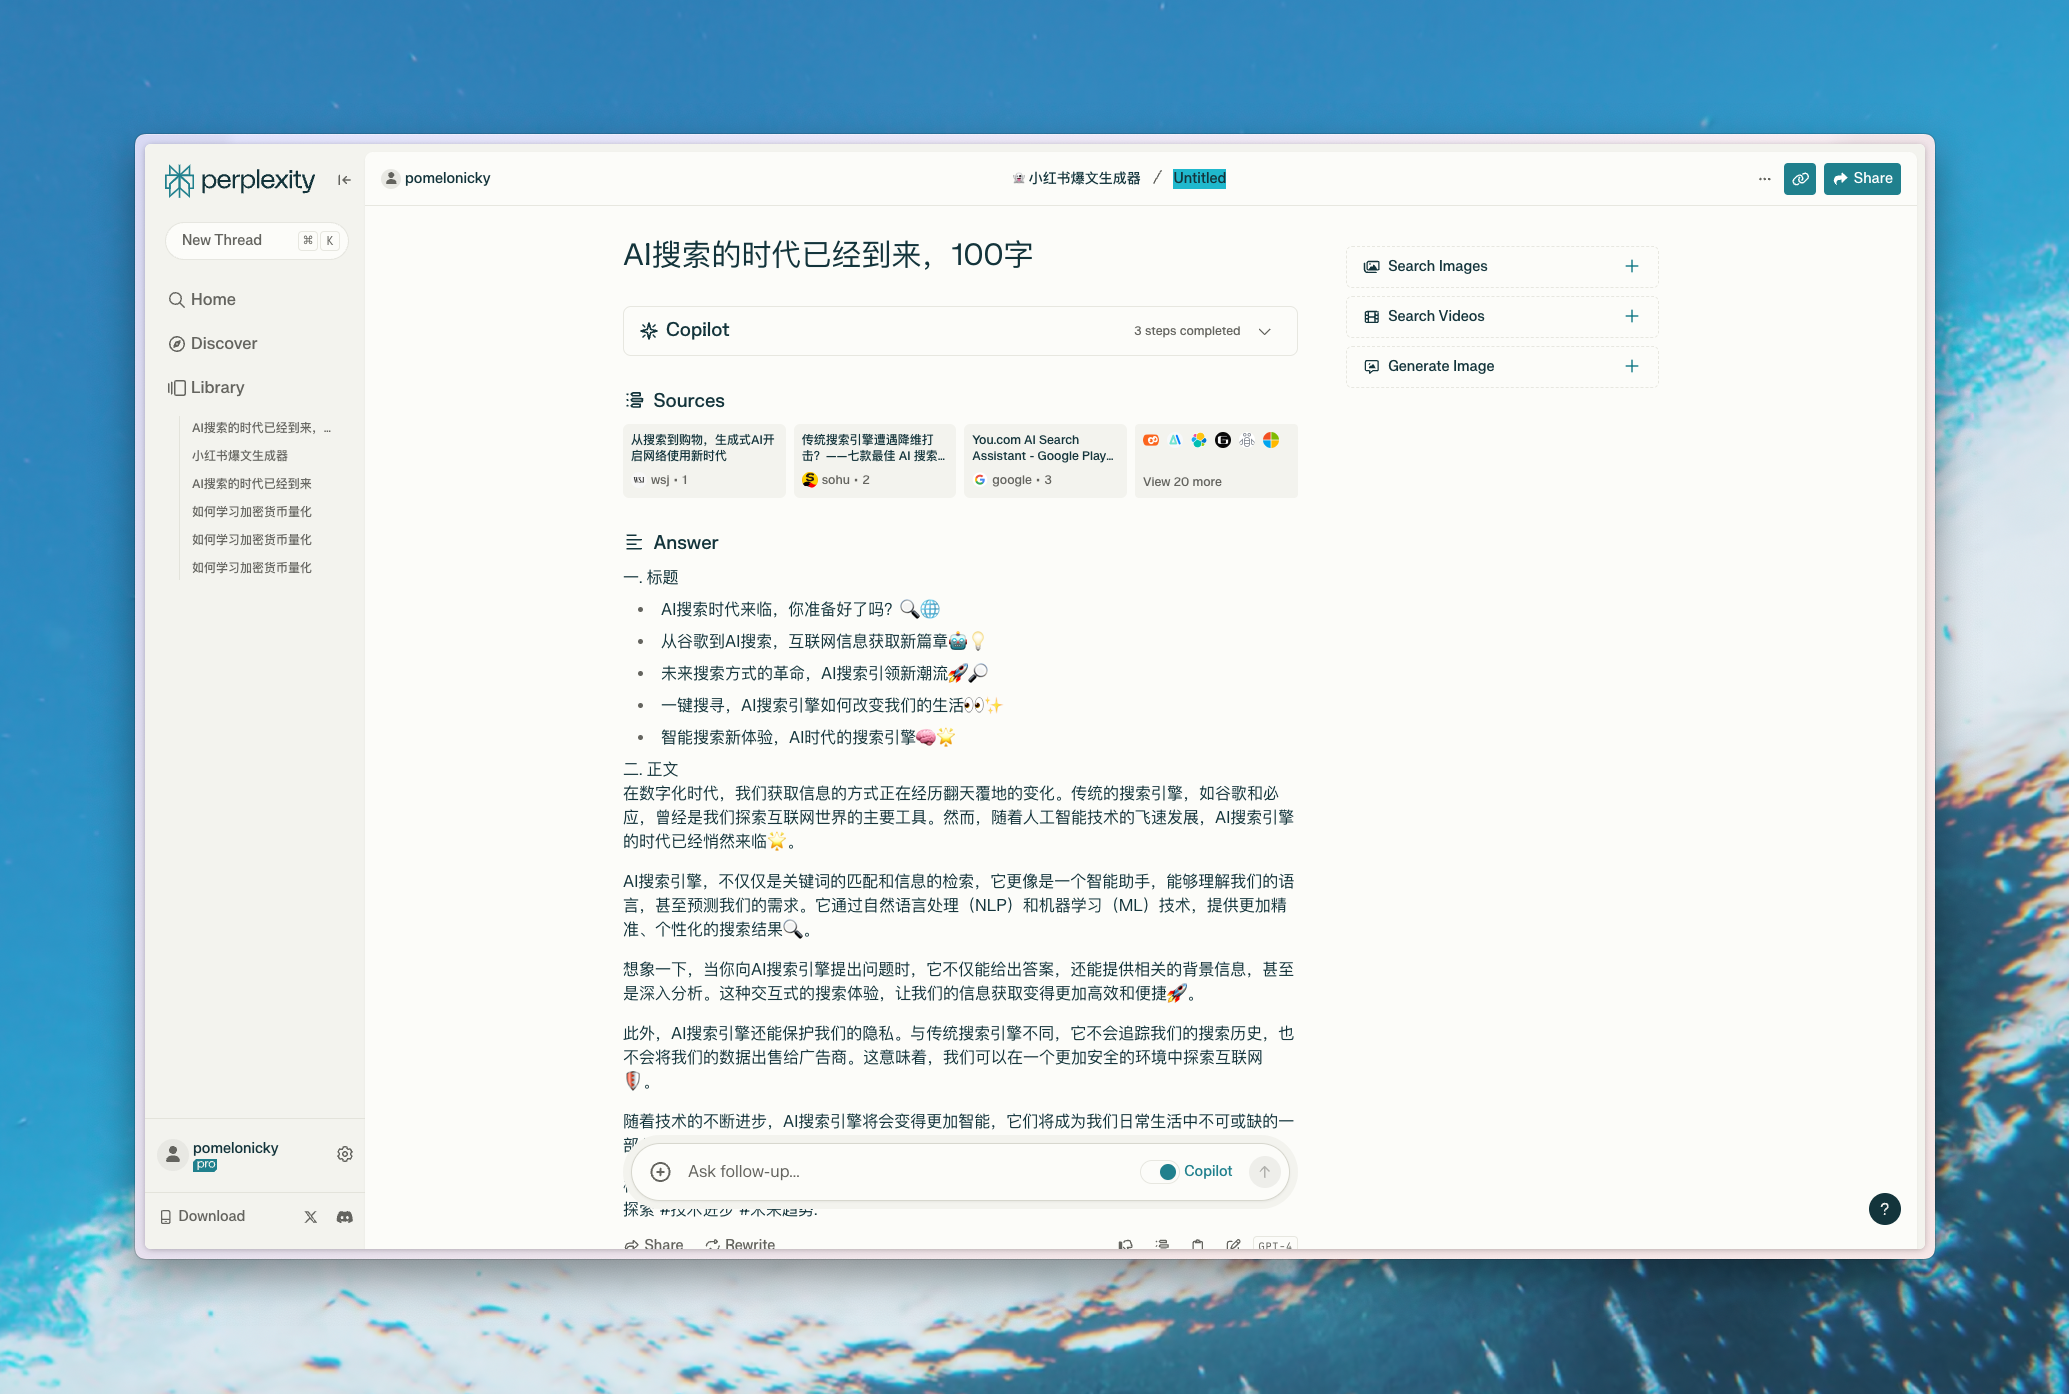 perplexity
New Thread ⌘ K
Home
Discover
Library
AI搜索的时代已经到来，...
小红书爆文生成器
AI搜索的时代已经到来
如何学习加密货币量化
如何学习加密货币量化
如何学习加密货币量化
pomelonicky
pro
Download
pomelonicky
小红书爆文生成器 / Untitled
Share
AI搜索的时代已经到来，100字
Copilot
3 steps completed
Sources
从搜索到购物，生成式AI开
启网络使用新时代
WSJ wsj • 1
传统搜索引擎遭遇降维打
击？——七款最佳 AI 搜索...
sohu • 2
You.com AI Search
Assistant - Google Play...
google • 3
View 20 more
Answer
一. 标题
• AI搜索时代来临，你准备好了吗？🔍🌐
• 从谷歌到AI搜索，互联网信息获取新篇章🤖💡
• 未来搜索方式的革命，AI搜索引领新潮流🚀🔎
• 一键搜寻，AI搜索引擎如何改变我们的生活👀✨
• 智能搜索新体验，AI时代的搜索引擎🧠🌟
二. 正文
在数字化时代，我们获取信息的方式正在经历翻天覆地的变化。传统的搜索引擎，如谷歌和必
应，曾经是我们探索互联网世界的主要工具。然而，随着人工智能技术的飞速发展，AI搜索引擎
的时代已经悄然来临🌟。
AI搜索引擎，不仅仅是关键词的匹配和信息的检索，它更像是一个智能助手，能够理解我们的语
言，甚至预测我们的需求。它通过自然语言处理（NLP）和机器学习（ML）技术，提供更加精
准、个性化的搜索结果🔍。
想象一下，当你向AI搜索引擎提出问题时，它不仅能给出答案，还能提供相关的背景信息，甚至
是深入分析。这种交互式的搜索体验，让我们的信息获取变得更加高效和便捷🚀。
此外，AI搜索引擎还能保护我们的隐私。与传统搜索引擎不同，它不会追踪我们的搜索历史，也
不会将我们的数据出售给广告商。这意味着，我们可以在一个更加安全的环境中探索互联网
🛡️。
随着技术的不断进步，AI搜索引擎将会变得更加智能，它们将成为我们日常生活中不可或缺的一
部
Ask follow-up...
Copilot
探索 #技术进步 #未来趋势.
Share
Rewrite
GPT-4
Search Images
Search Videos
Generate Image
?